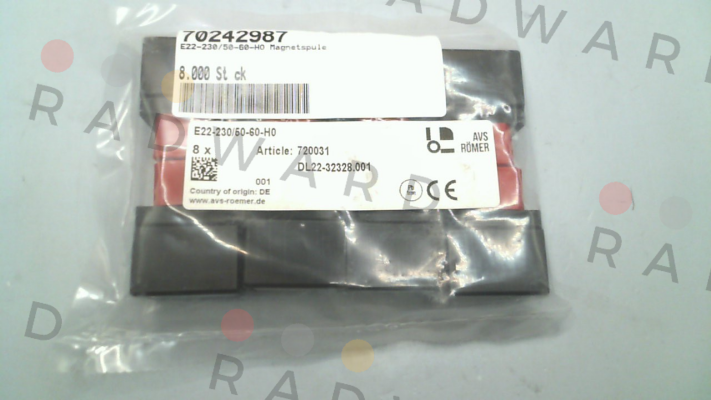 70242987
E22-230/50-60-H0 Magnetspule
8.000 St ck
E22-230/50-60-H0
8 x
Article: 720031
DL22-32328.001
001
Country of origin: DE
www.avs-roemer.de
AVS
RÖMER
Pb
CE
RADWARD
RADWARD
RADWARD